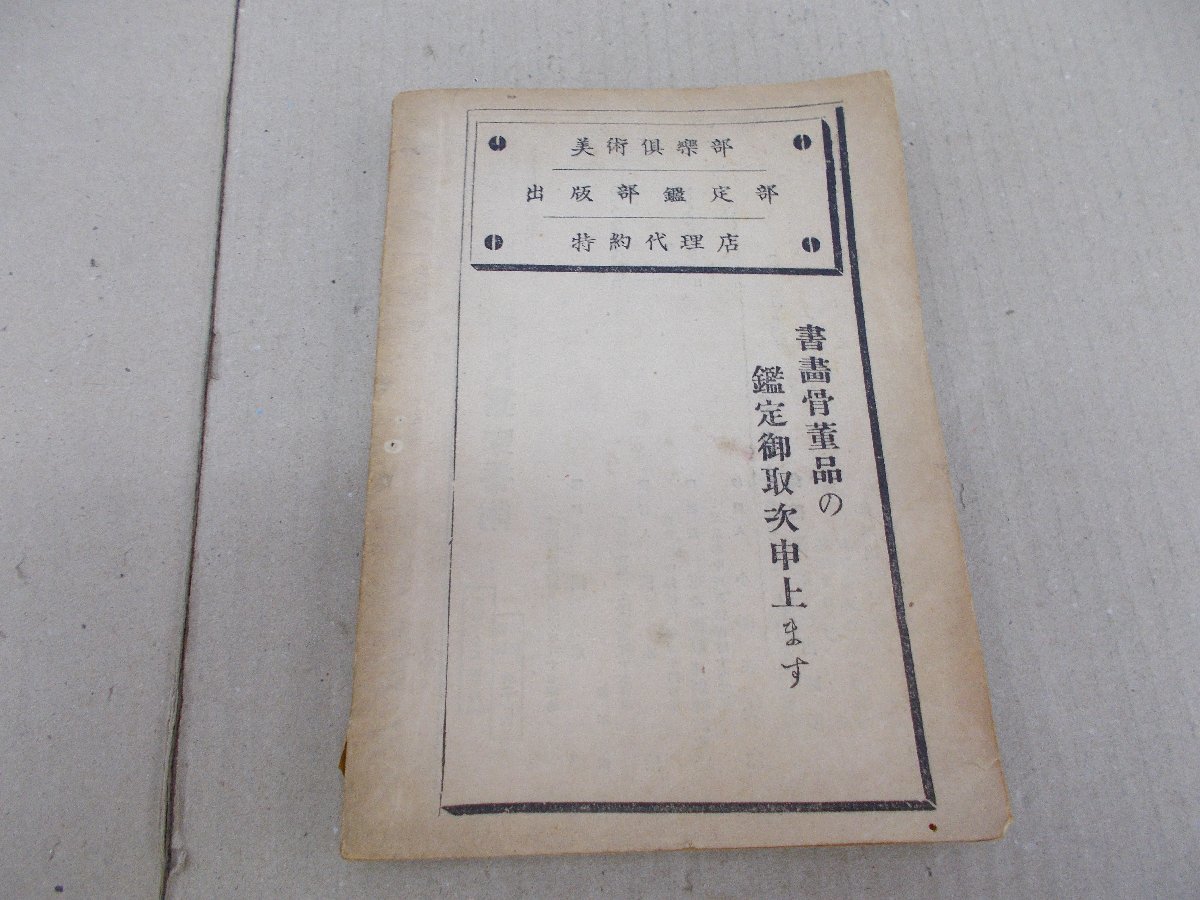 美術倶樂部
出版部鑑定部
特約代理店
書畵骨董品の
鑑定御取次申上ます